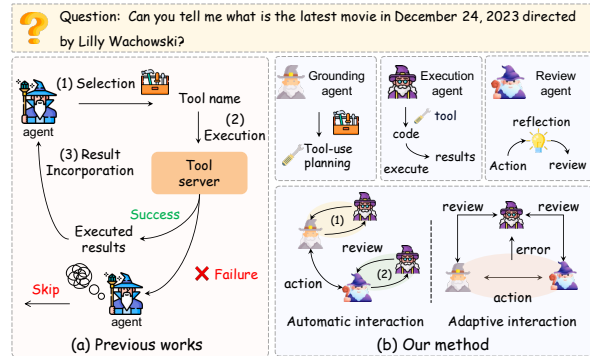 Question: Can you tell me what is the latest movie in December 24, 2023 directed
by Lilly Wachowski?
(1) Selection
agent
Tool name
(2)
Execution
(3) Result
Incorporation
Tool
server
Success
Executed
results
Failure
Skip
agent
(a) Previous works
Grounding
agent
Tool-use
planning
Execution
agent
tool
code
results
execute
Review
agent
reflection
Action
review
(1)
review
action
(2)
Automatic interaction
review
review
error
action
Adaptive interaction
(b) Our method